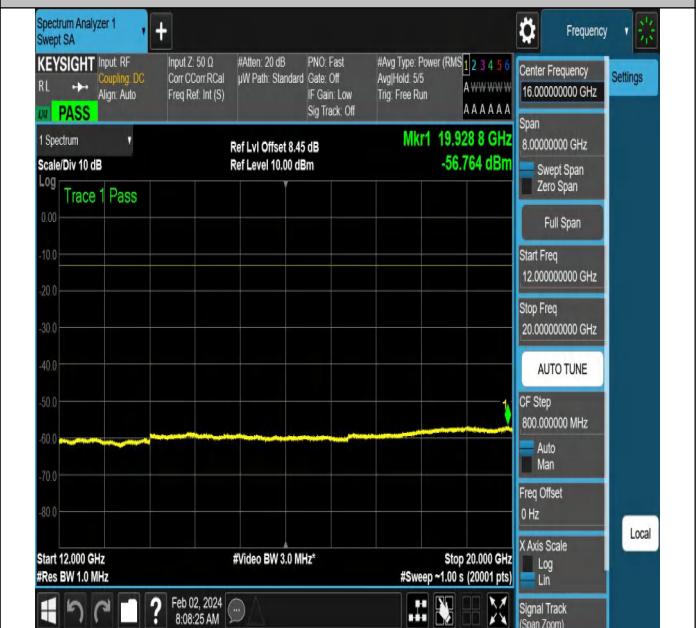 Spectrum Analyzer 1
Swept SA
+
Frequency
KEYSIGHT
RL
Input: RF
Coupling: DC
Align: Auto
Input Z: 50 Ω
Corr CCorr RCal
Freq Ref: Int (S)
#Atten: 20 dB
µW Path: Standard
PNO: Fast
Gate: Off
IF Gain: Low
Sig Track: Off
#Avg Type: Power (RMS
Avg|Hold: 5/5
Trig: Free Run
1 2 3 4 5 6
A W W W W W
A A A A A A
PASS
1 Spectrum
Scale/Div 10 dB
Ref Lvl Offset 8.45 dB
Ref Level 10.00 dBm
Mkr1 19.928 8 GHz
-56.764 dBm
Log
Trace 1 Pass
0.00
-10.0
-20.0
-30.0
-40.0
-50.0
-60.0
-70.0
-80.0
1
Start 12.000 GHz
#Res BW 1.0 MHz
#Video BW 3.0 MHz*
Stop 20.000 GHz
#Sweep ~1.00 s (20001 pts)
Center Frequency
16.000000000 GHz
Settings
Span
8.00000000 GHz
Swept Span
Zero Span
Full Span
Start Freq
12.000000000 GHz
Stop Freq
20.000000000 GHz
AUTO TUNE
CF Step
800.000000 MHz
Auto
Man
Freq Offset
0 Hz
Local
X Axis Scale
Log
Lin
Signal Track
(Span Zoom)
?
Feb 02, 2024
8:08:25 AM